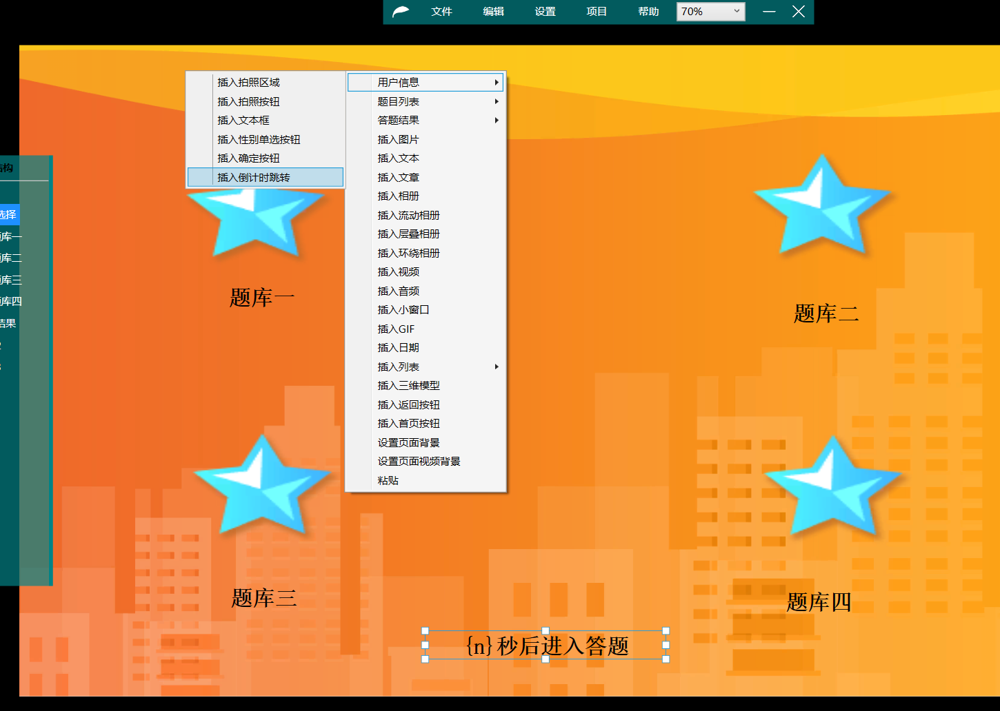 文件 编辑 设置 项目 帮助 70%
插入拍照区域
插入拍照按钮
插入文本框
插入性别单选按钮
插入确定按钮
插入倒计时跳转
用户信息
题目列表
答题结果
插入图片
插入文本
插入文章
插入相册
插入流动相册
插入层叠相册
插入环绕相册
插入视频
插入音频
插入小窗口
插入GIF
插入日期
插入列表
插入三维模型
插入返回按钮
插入首页按钮
设置页面背景
设置页面视频背景
粘贴
结构
选择
题库一
题库二
题库三
题库四
结果
题库一
题库二
题库三
题库四
{n}秒后进入答题